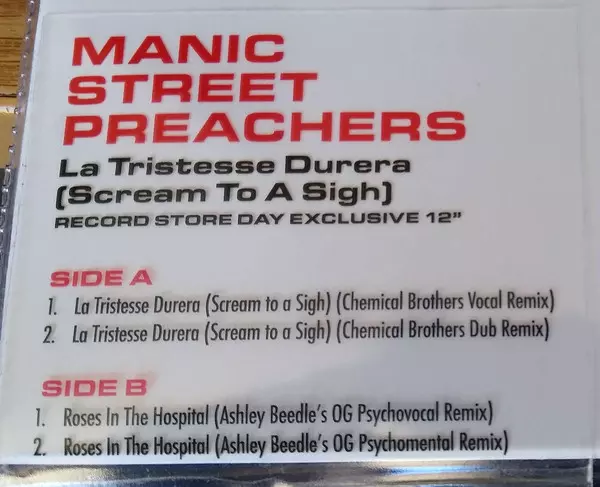 MANIC
STREET
PREACHERS
La Tristesse Durera
(Scream To A Sigh)
RECORD STORE DAY EXCLUSIVE 12”
SIDE A
1. La Tristesse Durera (Scream to a Sigh) (Chemical Brothers Vocal Remix)
2. La Tristesse Durera (Scream to a Sigh) (Chemical Brothers Dub Remix)
SIDE B
1. Roses In The Hospital (Ashley Beedle’s OG Psychovocal Remix)
2. Roses In The Hospital (Ashley Beedle’s OG Psychomental Remix)